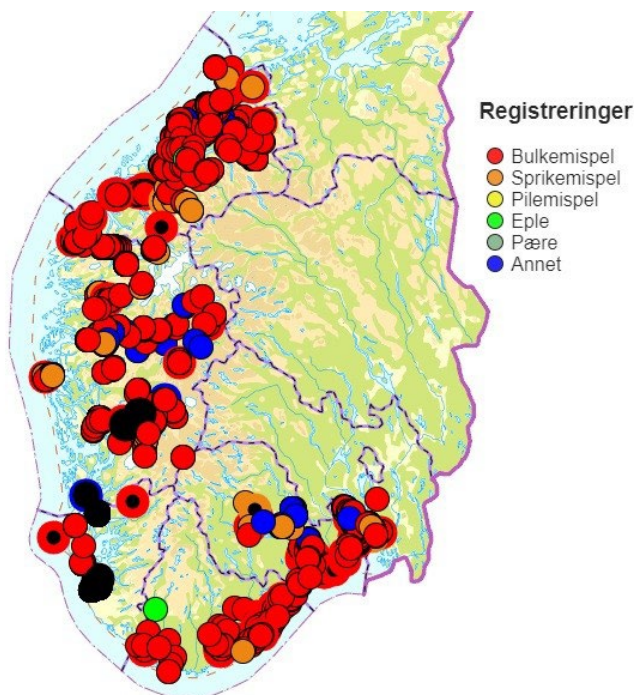 Registreringer
Bulkemispel
Sprikemispel
Pilemispel
Eple
Pære
Annet